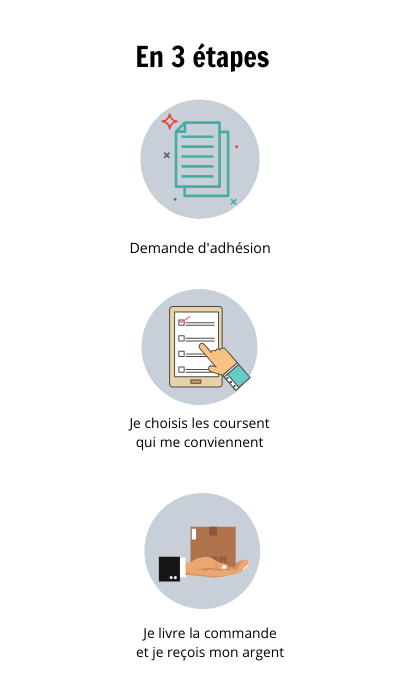 En 3 étapes
Demande d'adhésion
Je choisis les coursent
qui me conviennent
Je livre la commande
et je reçois mon argent